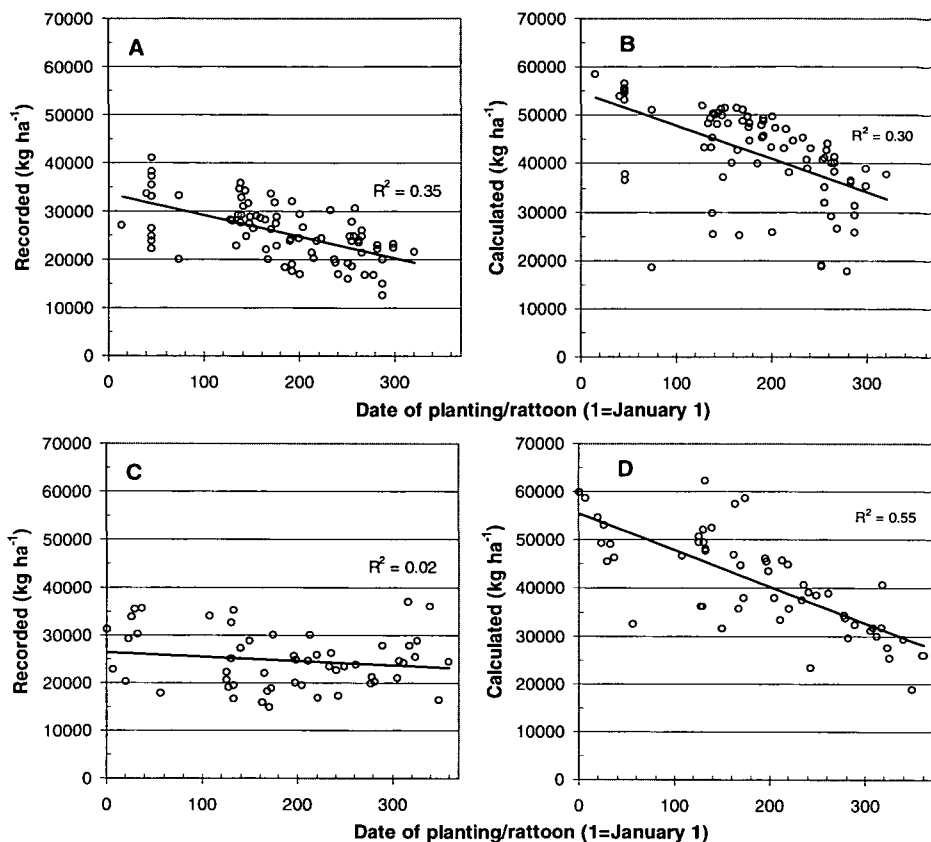 A
R² = 0.35
Recorded (kg ha⁻¹)
70000
60000
50000
40000
30000
20000
10000
0
0 100 200 300
B
R² = 0.30
Calculated (kg ha⁻¹)
70000
60000
50000
40000
30000
20000
10000
0
0 100 200 300
Date of planting/rattoon (1=January 1)
C
R² = 0.02
Recorded (kg ha⁻¹)
70000
60000
50000
40000
30000
20000
10000
0
0 100 200 300
D
R² = 0.55
Calculated (kg ha⁻¹)
70000
60000
50000
40000
30000
20000
10000
0
0 100 200 300
Date of planting/rattoon (1=January 1)